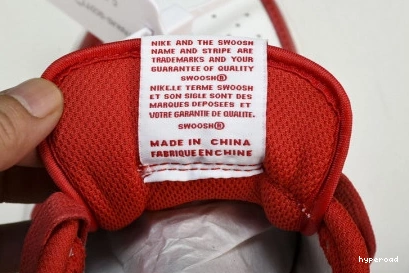 NIKE AND THE SWOOSH
NAME AND STRIPE ARE
TRADEMARKS AND YOUR
GUARANTEE OF QUALITY
SWOOSH®
NIKE.LE TERME SWOOSH
ET SON SIGLE SONT DES
MARQUES DEPOSEES ET
VOTRE GARANTIE DE QUALITE.
SWOOSH®
MADE IN CHINA
FABRIQUE EN CHINE
hyperoad